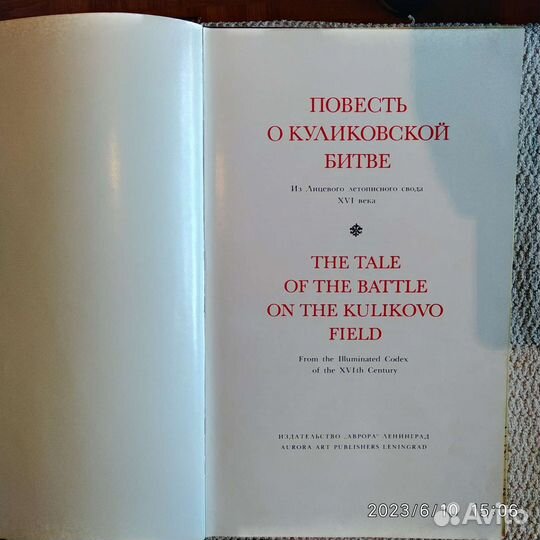 ПОВЕСТЬ
О КУЛИКОВСКОЙ
БИТВЕ
Из Лицевого летописного свода
XVI века
THE TALE
OF THE BATTLE
ON THE KULIKOVO
FIELD
From the Illuminated Codex
of the XVIth Century
ИЗДАТЕЛЬСТВО „АВРОРА" ЛЕНИНГРАД
AURORA ART PUBLISHERS LENINGRAD
2023/6/10 15:06
Avito